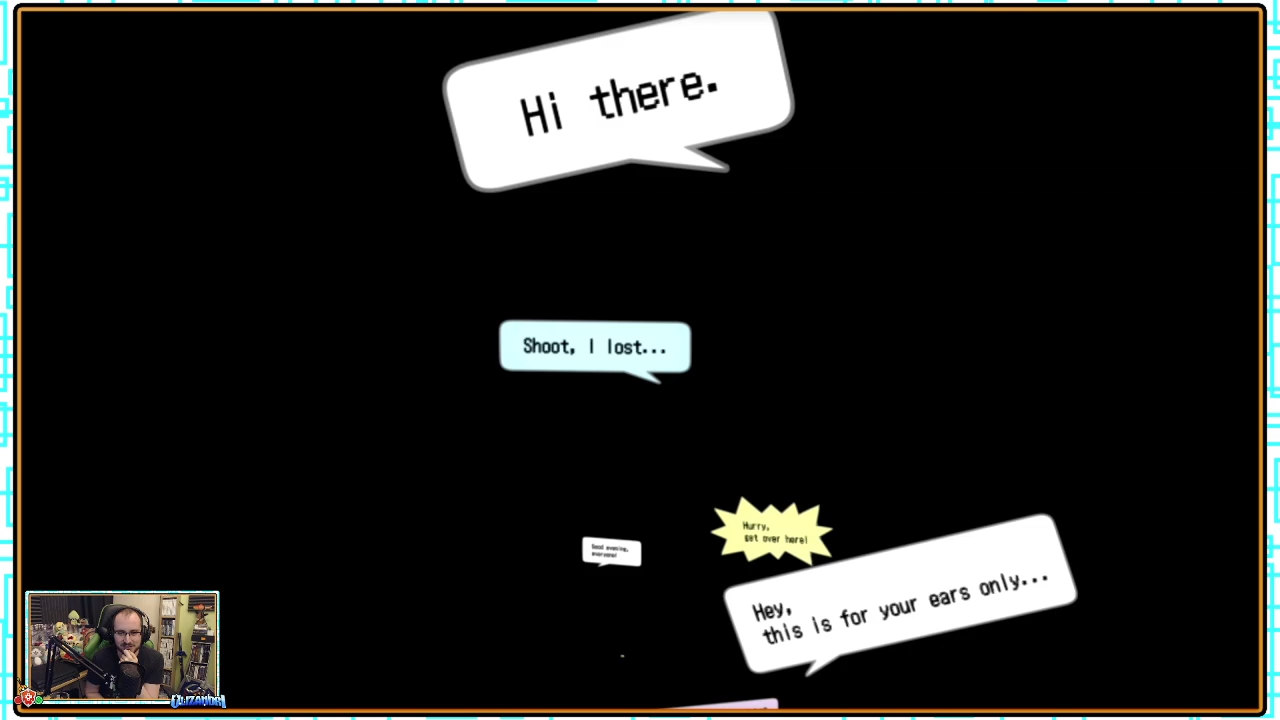 Hi there.
Shoot, I lost...
Hurry,
get over here!
Good evening,
everyone!
Hey,
this is for your ears only...